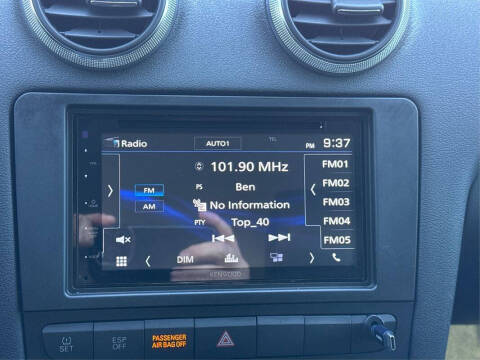 Radio AUTO1 TEL PM 9:37
101.90 MHz FM01
FM PS Ben FM02
AM No Information FM03
PTY Top_40 FM04
FM05
DIM
KENWOOD
SET
ESP OFF
PASSENGER AIR BAG OFF